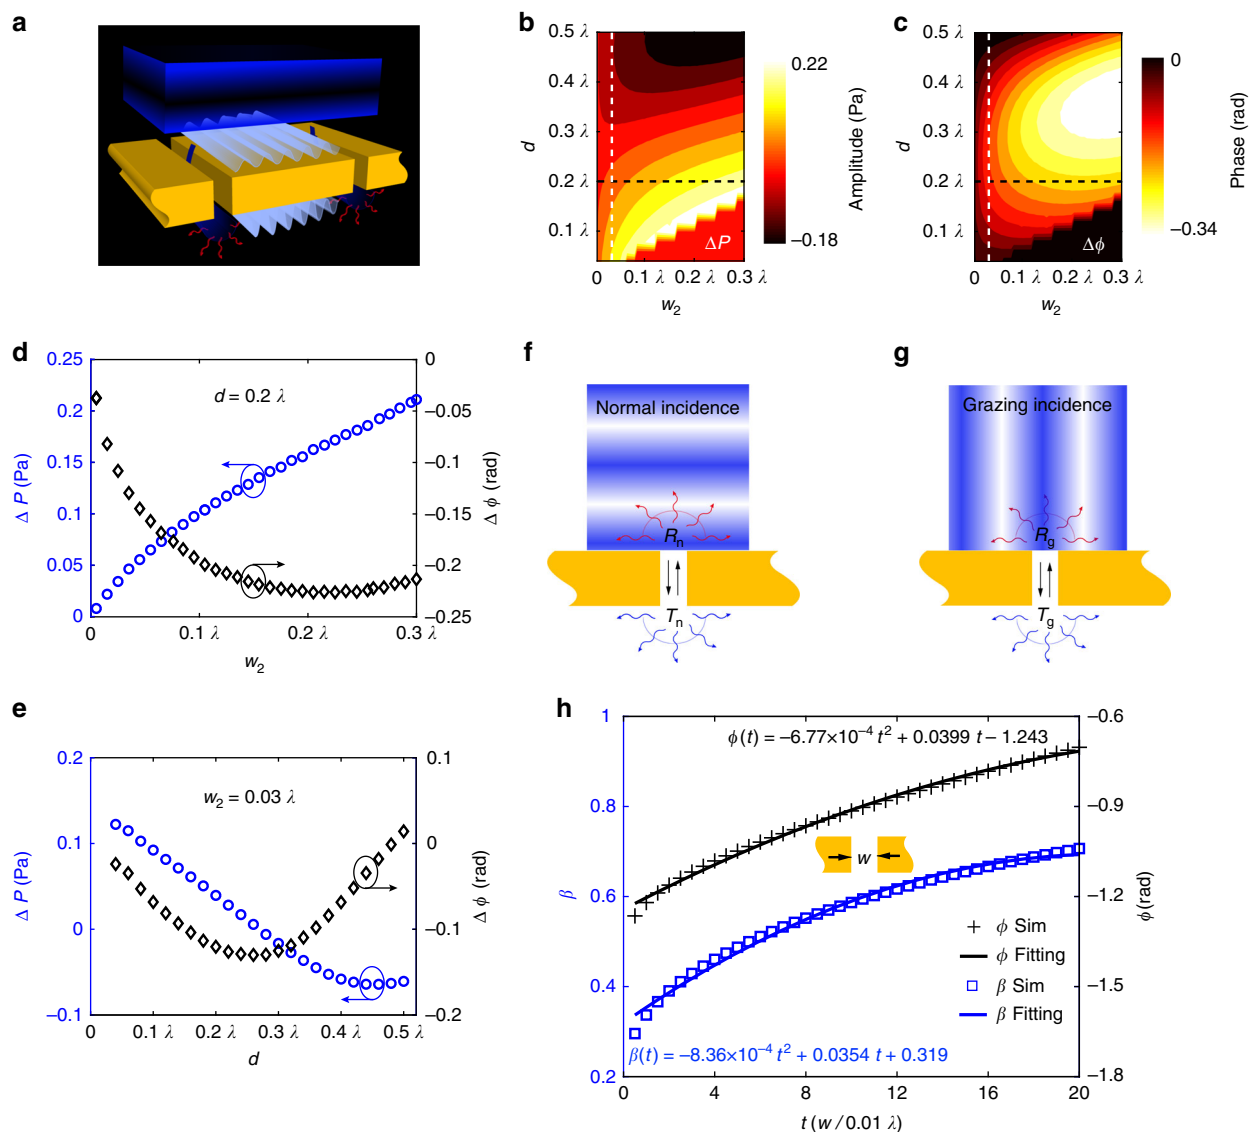 a
b
0.5 λ
0.4 λ
0.3 λ
0.2 λ
0.1 λ
d
0
0.1 λ
0.3 λ
w2
ΔP
0.22
−0.18
Amplitude (Pa)
c
0.5 λ
0.4 λ
0.3 λ
0.2 λ
0.1 λ
d
0
0.1 λ
0.3 λ
w2
Δϕ
0
−0.34
Phase (rad)
d
0.25
0.2
0.15
0.1
0.05
0
Δ P (Pa)
d = 0.2 λ
0
−0.05
−0.1
−0.15
−0.2
−0.25
Δ ϕ (rad)
0
0.1 λ
0.2 λ
0.3 λ
w2
e
0.2
0.1
0
−0.1
Δ P (Pa)
w2 = 0.03 λ
0.1
0
−0.1
−0.2
Δ ϕ (rad)
0
0.1 λ
0.2 λ
0.3 λ
0.4 λ
0.5 λ
d
f
Normal incidence
Rn
Tn
g
Grazing incidence
Rg
Tg
h
1
0.8
0.6
0.4
0.2
β
ϕ(t) = −6.77×10−4 t2 + 0.0399 t − 1.243
w
ϕ Sim
ϕ Fitting
β Sim
β Fitting
β(t) = −8.36×10−4 t2 + 0.0354 t + 0.319
−0.6
−0.9
−1.2
−1.5
−1.8
ϕ(rad)
0
4
8
12
16
20
t (w/0.01 λ)